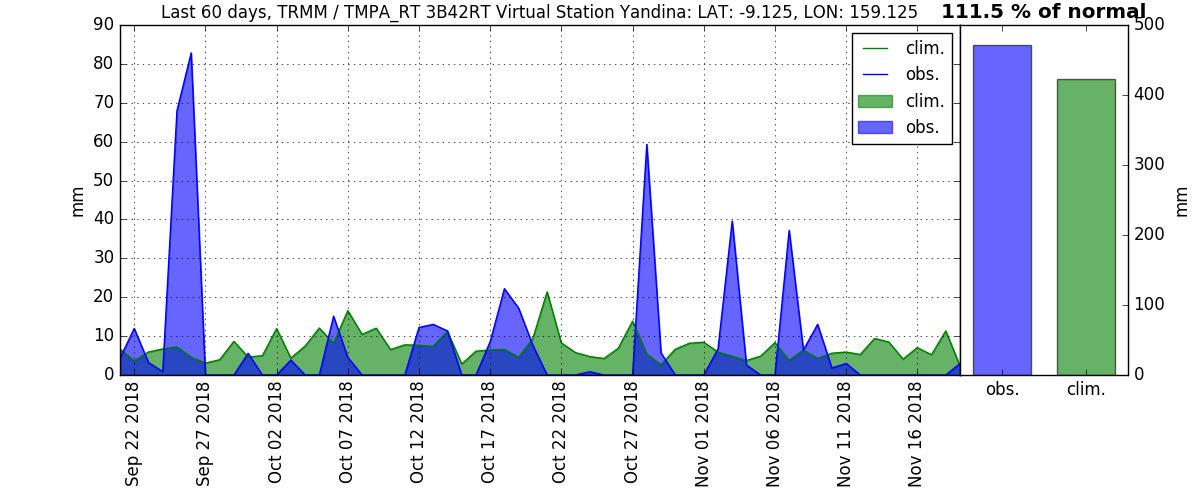 Last 60 days, TRMM / TMPA_RT 3B42RT Virtual Station Yandina: LAT: -9.125, LON: 159.125
111.5 % of normal
90
80
70
60
50
40
30
20
10
0
mm
clim.
obs.
clim.
obs.
500
400
300
200
100
0
mm
Sep 22 2018
Sep 27 2018
Oct 02 2018
Oct 07 2018
Oct 12 2018
Oct 17 2018
Oct 22 2018
Oct 27 2018
Nov 01 2018
Nov 06 2018
Nov 11 2018
Nov 16 2018
obs.
clim.